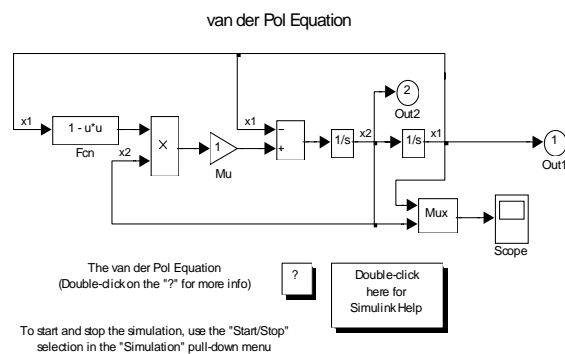 van der Pol Equation
2
Out2
x1
1 - u*u
Fcn
x2
X
1
Mu
x1
−
+
1/s
x2
1/s
x1
1
Out1
Mux
Scope
The van der Pol Equation
(Double-click on the "?" for more info)
?
Double-click
here for
Simulink Help
To start and stop the simulation, use the "Start/Stop"
selection in the "Simulation" pull-down menu